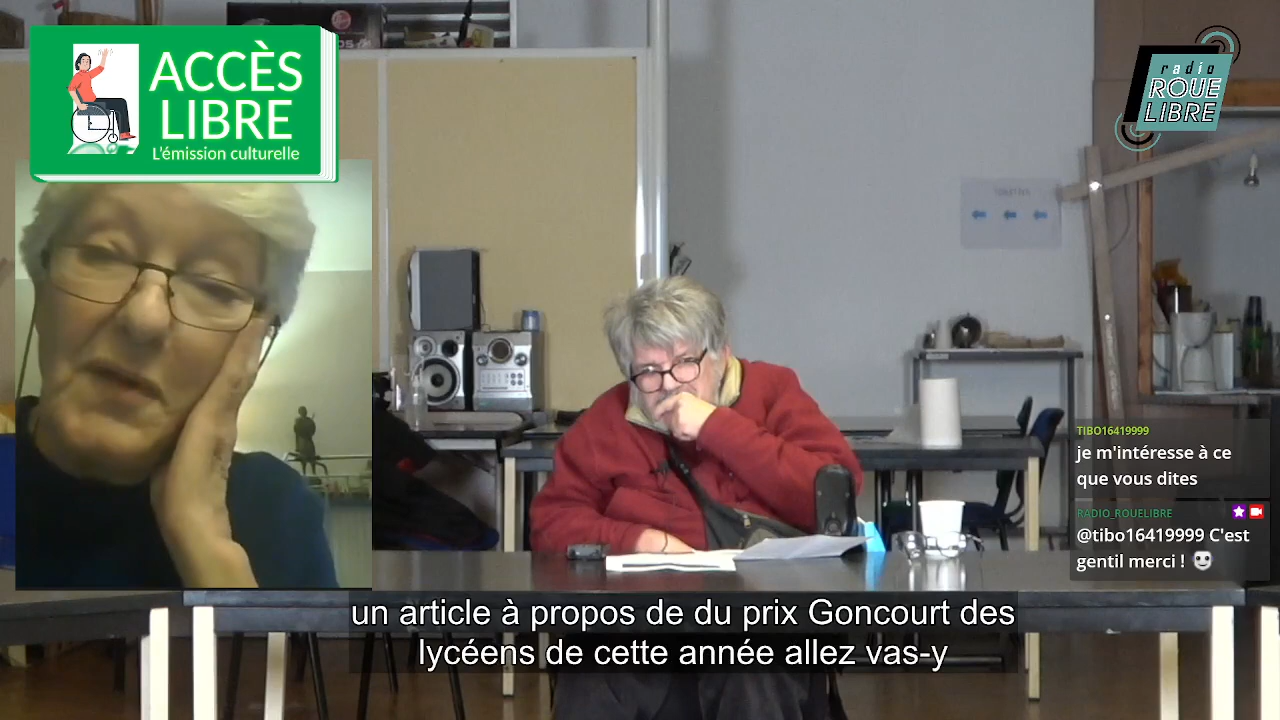 ACCÈS
LIBRE
L'émission culturelle
radio
ROUE
LIBRE
TIBO16419999
je m'intéresse à ce
que vous dites
RADIO_ROUELIBRE
@tibo16419999 C'est
gentil merci !
un article à propos de du prix Goncourt des
lycéens de cette année allez vas-y